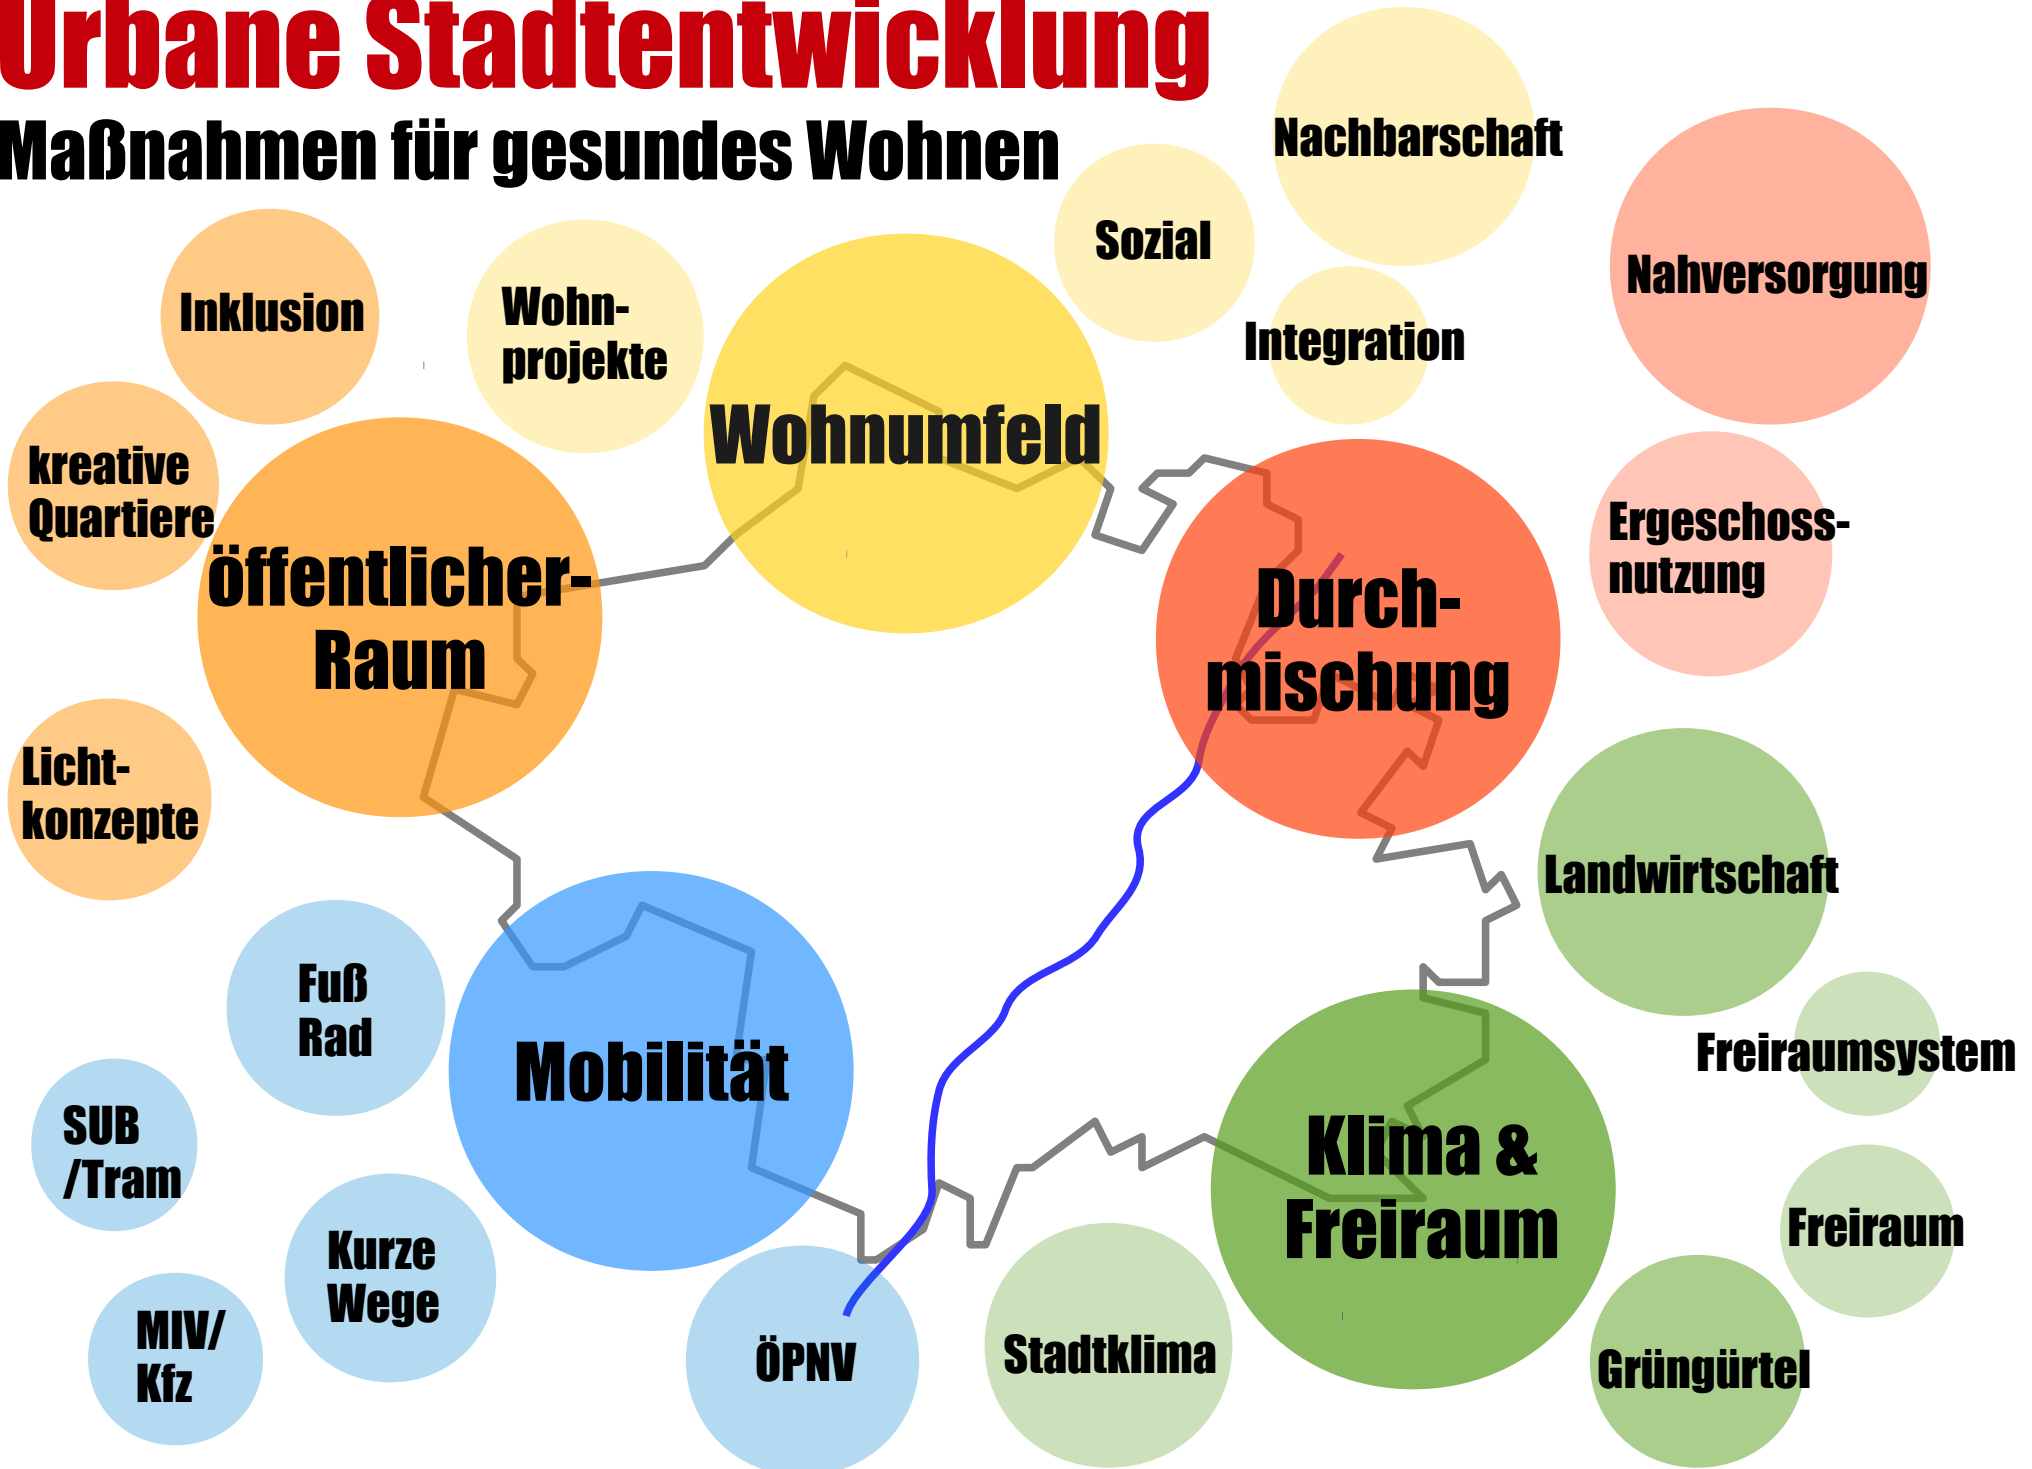 Urbane Stadtentwicklung
Maßnahmen für gesundes Wohnen
Nachbarschaft
Sozial
Integration
Nahversorgung
Inklusion
Wohn-
projekte
Wohnumfeld
kreative
Quartiere
öffentlicher-
Raum
Ergeschoss-
nutzung
Durch-
mischung
Licht-
konzepte
Landwirtschaft
Fuß
Rad
Mobilität
Freiraumsystem
SUB
/Tram
Klima &
Freiraum
Freiraum
Kurze
Wege
MIV/
Kfz
ÖPNV
Stadtklima
Grüngürtel